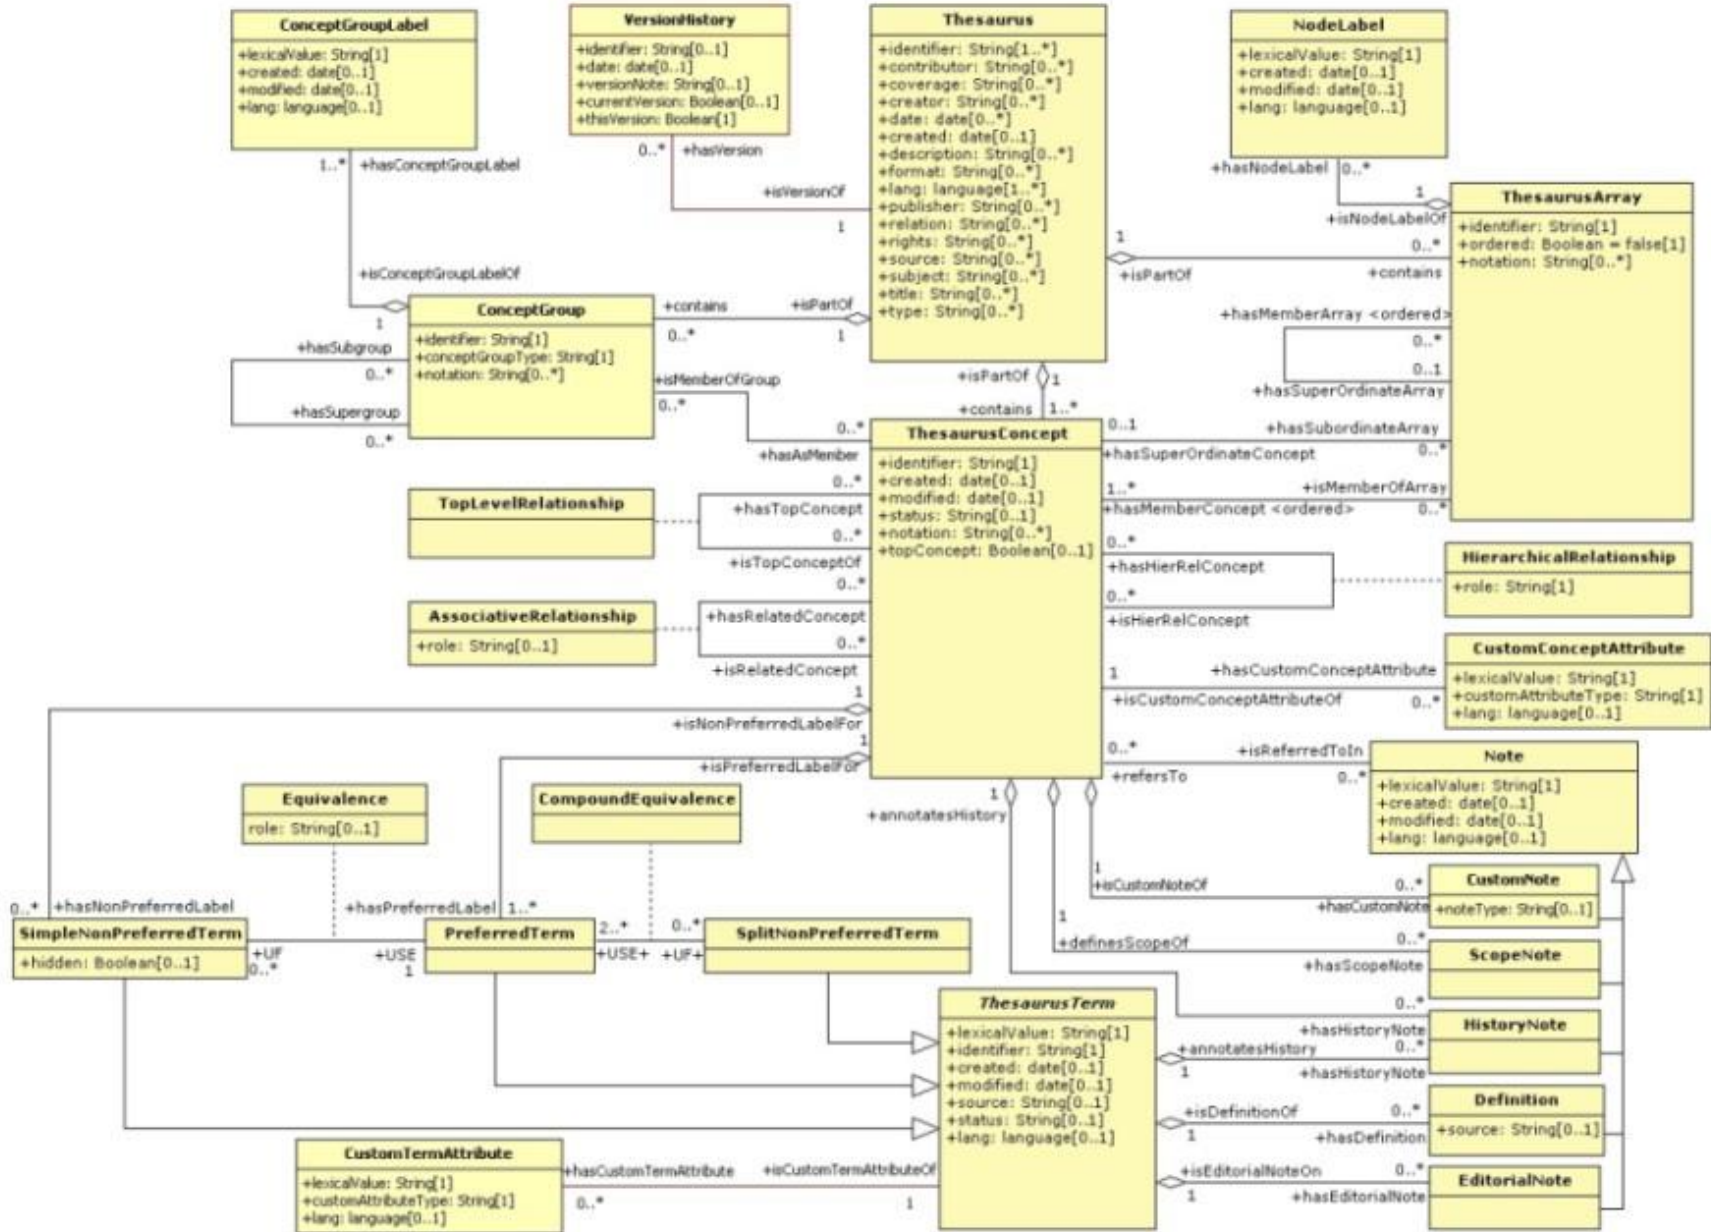 ConceptGroupLabel
+lexicalValue: String[1]
+created: date[0..1]
+modified: date[0..1]
+lang: language[0..1]
VersionHistory
+identifier: String[0..1]
+date: date[0..1]
+versionNote: String[0..1]
+currentVersion: Boolean[0..1]
+thisVersion: Boolean[1]
Thesaurus
+identifier: String[1..*]
+contributor: String[0..*]
+coverage: String[0..*]
+creator: String[0..*]
+date: date[0..*]
+created: date[0..1]
+description: String[0..*]
+format: String[0..*]
+lang: language[1..*]
+publisher: String[0..*]
+relation: String[0..*]
+rights: String[0..*]
+source: String[0..*]
+subject: String[0..*]
+title: String[0..*]
+type: String[0..*]
NodeLabel
+lexicalValue: String[1]
+created: date[0..1]
+modified: date[0..1]
+lang: language[0..1]
1..*
+hasConceptGroupLabel
0..*
+hasVersion
+isVersionOf
1
+hasNodeLabel
0..*
1
+isNodeLabelOf
ThesaurusArray
+identifier: String[1]
+ordered: Boolean = false[1]
+notation: String[0..*]
1
+isPartOf
0..*
+contains
+isConceptGroupLabelOf
1
ConceptGroup
+identifier: String[1]
+conceptGroupType: String[1]
+notation: String[0..*]
+contains
0..*
+isPartOf
1
+hasMemberArray <ordered>
0..*
0..1
+hasSuperOrdinateArray
+hasSubgroup
0..*
+hasSupergroup
0..*
+isMemberOfGroup
0..*
+isPartOf
1
+contains
1..*
0..*
+hasAsMember
ThesaurusConcept
+identifier: String[1]
+created: date[0..1]
+modified: date[0..1]
+status: String[0..1]
+notation: String[0..*]
+topConcept: Boolean[0..1]
0..1
+hasSubordinateArray
+hasSuperOrdinateConcept
0..*
1..*
+isMemberOfArray
+hasMemberConcept <ordered>
0..*
TopLevelRelationship
0..*
+hasTopConcept
0..*
+isTopConceptOf
0..*
+hasHierRelConcept
0..*
+isHierRelConcept
HierarchicalRelationship
+role: String[1]
AssociativeRelationship
+role: String[0..1]
0..*
+hasRelatedConcept
0..*
+isRelatedConcept
1
+hasCustomConceptAttribute
+isCustomConceptAttributeOf
0..*
CustomConceptAttribute
+lexicalValue: String[1]
+customAttributeType: String[1]
+lang: language[0..1]
1
+isNonPreferredLabelFor
1
+isPreferredLabelFor
0..*
+isReferredToIn
+refersTo
0..*
Note
+lexicalValue: String[1]
+created: date[0..1]
+modified: date[0..1]
+lang: language[0..1]
Equivalence
role: String[0..1]
CompoundEquivalence
1
+annotatesHistory
1
+isCustomNoteOf
0..*
+hasCustomNote
CustomNote
+noteType: String[0..1]
0..*
+hasNonPreferredLabel
+hasPreferredLabel
1..*
SimpleNonPreferredTerm
+hidden: Boolean[0..1]
+UF
0..*
+USE
1
PreferredTerm
2..*
+USE+
0..*
+UF+
SplitNonPreferredTerm
1
+definesScopeOf
0..*
+hasScopeNote
ScopeNote
ThesaurusTerm
+lexicalValue: String[1]
+identifier: String[1]
+created: date[0..1]
+modified: date[0..1]
+source: String[0..1]
+status: String[0..1]
+lang: language[0..1]
0..*
+hasHistoryNote
HistoryNote
+annotatesHistory
0..*
1
+hasHistoryNote
+isDefinitionOf
0..*
1
+hasDefinition
Definition
+source: String[0..1]
CustomTermAttribute
+lexicalValue: String[1]
+customAttributeType: String[1]
+lang: language[0..1]
+hasCustomTermAttribute
0..*
+isCustomTermAttributeOf
1
+isEditorialNoteOn
0..*
1
+hasEditorialNote
EditorialNote